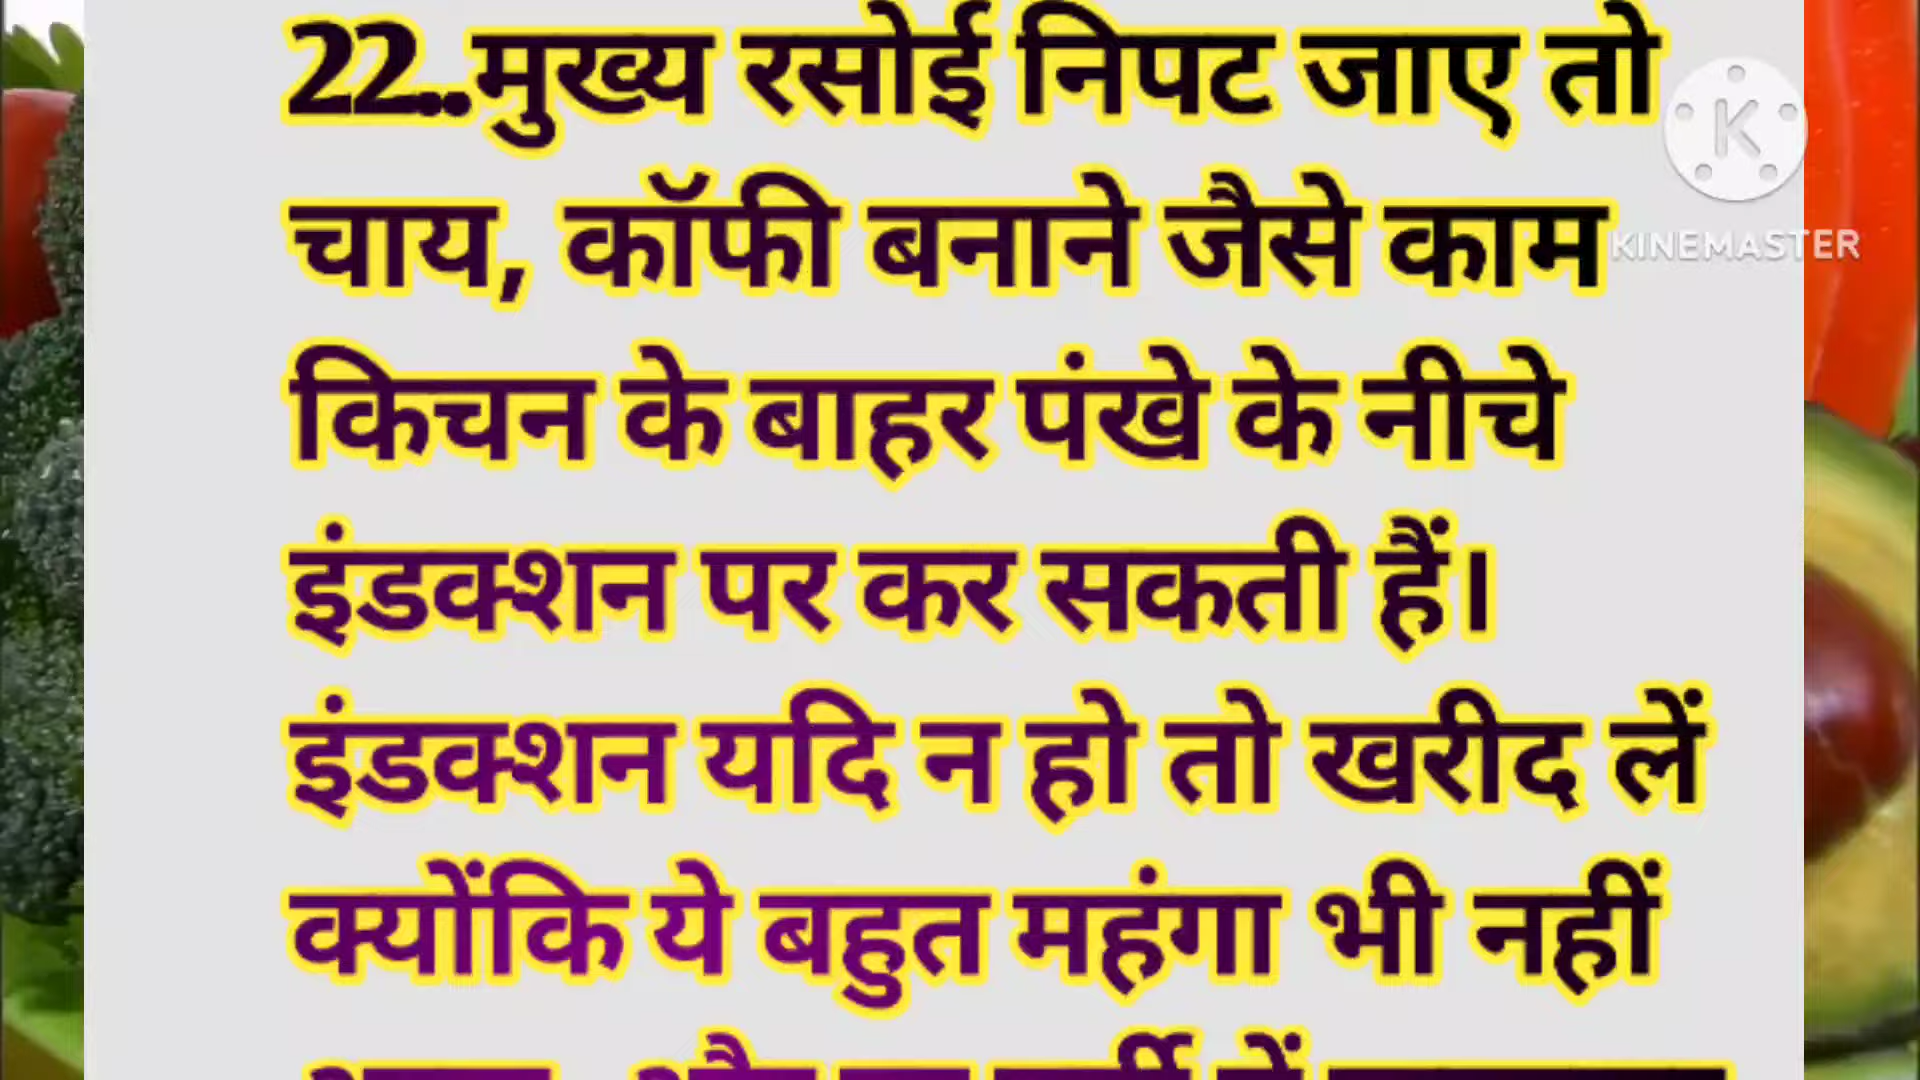 22..मुख्य रसोई निपट जाए तो
चाय, कॉफी बनाने जैसे काम
किचन के बाहर पंखे के नीचे
इंडक्शन पर कर सकती हैं।
इंडक्शन यदि न हो तो खरीद लें
क्योंकि ये बहुत महंगा भी नहीं
K
KINEMASTER